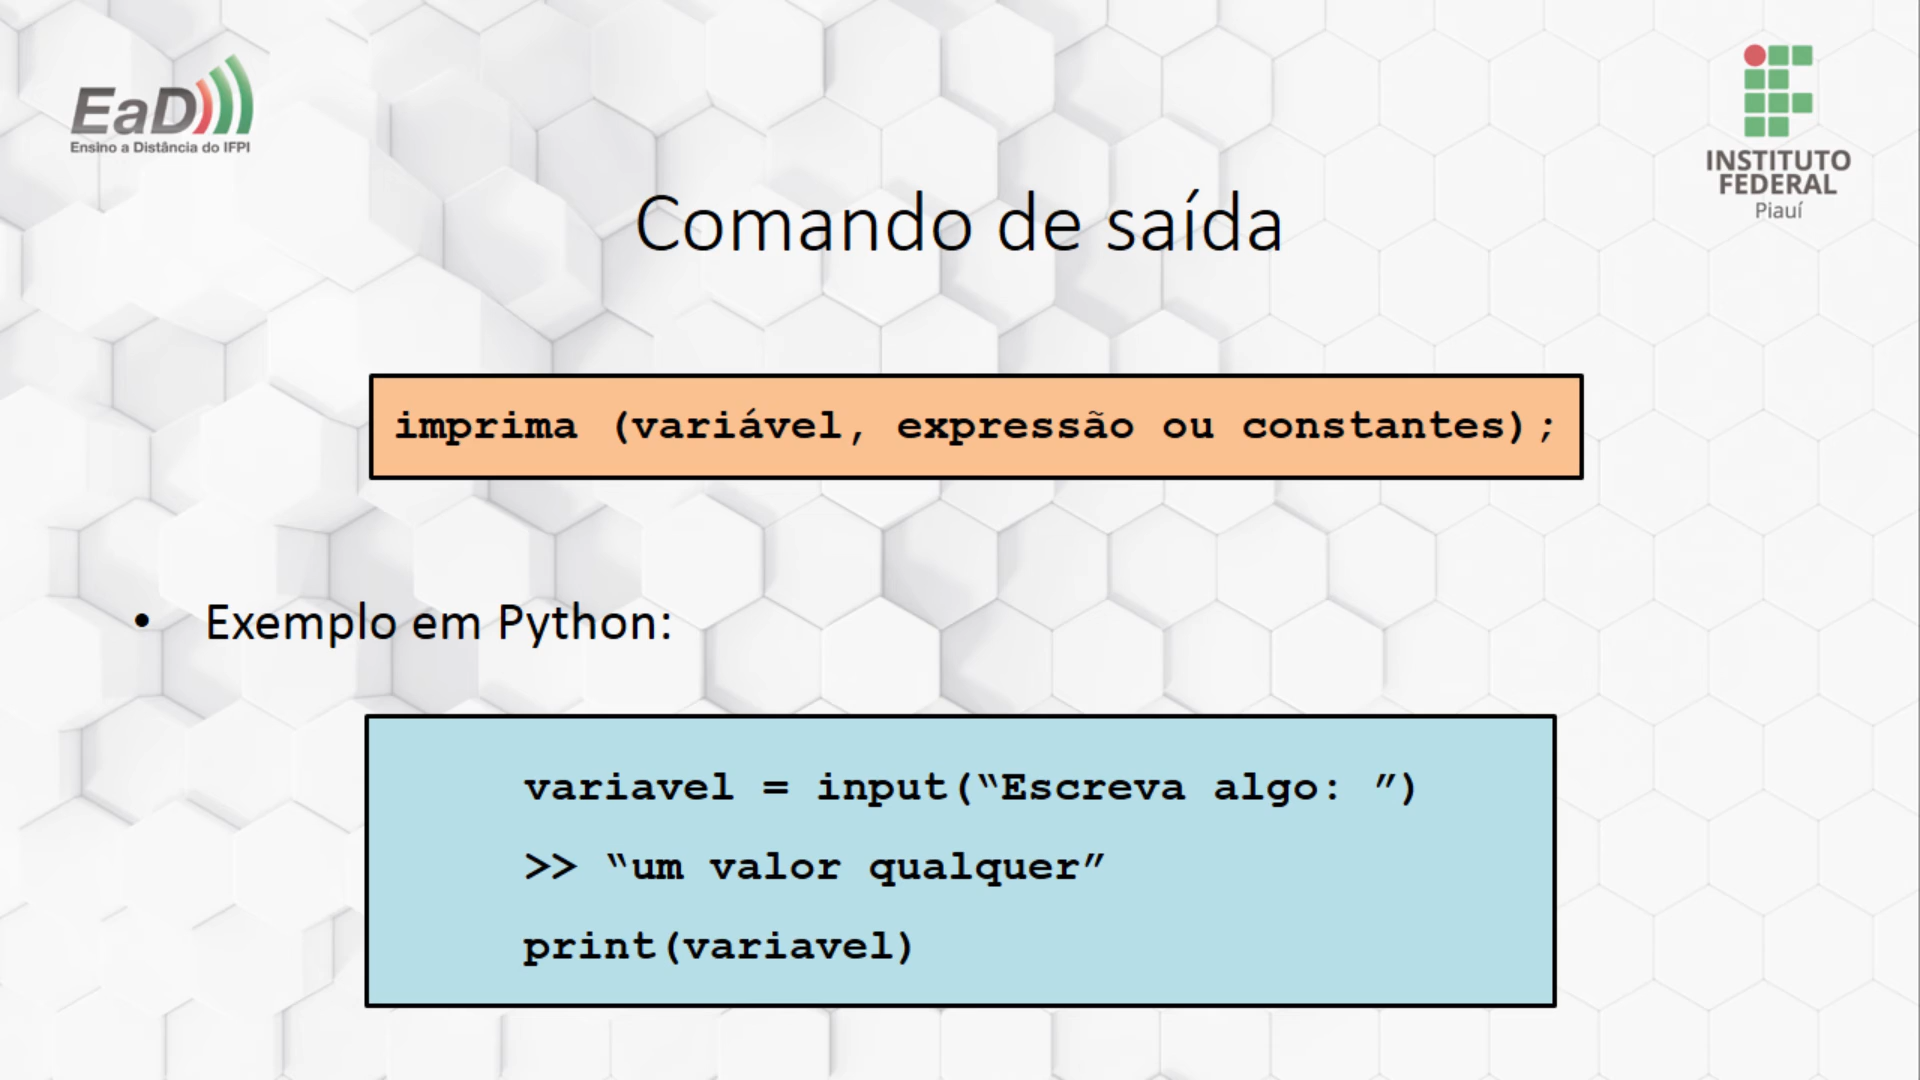 EaD
Ensino a Distância do IFPI
INSTITUTO
FEDERAL
Piauí
Comando de saída
imprima (variável, expressão ou constantes);
• Exemplo em Python:
variavel = input(“Escreva algo: ”)
>> “um valor qualquer”
print(variavel)